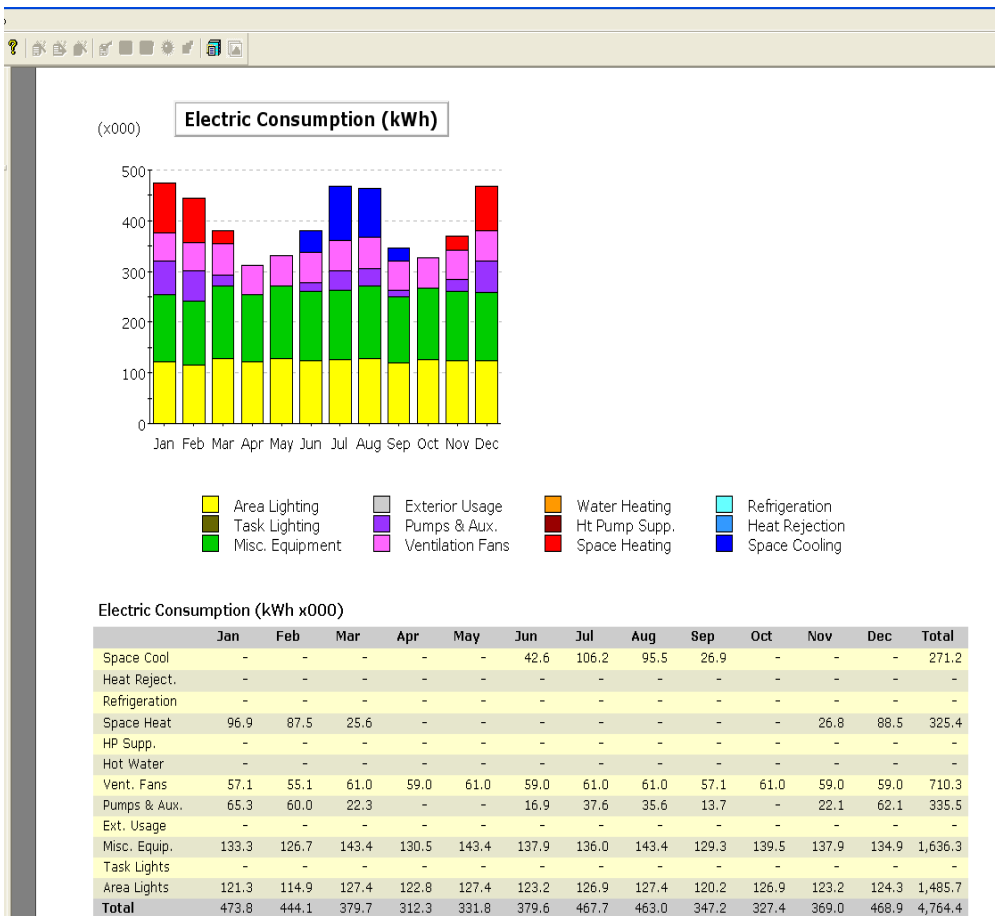 Electric Consumption (kWh)
(x000)
500
400
300
200
100
0
Jan Feb Mar Apr May Jun Jul Aug Sep Oct Nov Dec
Area Lighting Exterior Usage Water Heating Refrigeration
Task Lighting Pumps & Aux. Ht Pump Supp. Heat Rejection
Misc. Equipment Ventilation Fans Space Heating Space Cooling
Electric Consumption (kWh x000)
Jan Feb Mar Apr May Jun Jul Aug Sep Oct Nov Dec Total
Space Cool - - - - - 42.6 106.2 95.5 26.9 - - - 271.2
Heat Reject. - - - - - - - - - - - - -
Refrigeration - - - - - - - - - - - - -
Space Heat 96.9 87.5 25.6 - - - - - - - 26.8 88.5 325.4
HP Supp. - - - - - - - - - - - - -
Hot Water - - - - - - - - - - - - -
Vent. Fans 57.1 55.1 61.0 59.0 61.0 59.0 61.0 61.0 57.1 61.0 59.0 59.0 710.3
Pumps & Aux. 65.3 60.0 22.3 - - 16.9 37.6 35.6 13.7 - 22.1 62.1 335.5
Ext. Usage - - - - - - - - - - - - -
Misc. Equip. 133.3 126.7 143.4 130.5 143.4 137.9 136.0 143.4 129.3 139.5 137.9 134.9 1,636.3
Task Lights - - - - - - - - - - - - -
Area Lights 121.3 114.9 127.4 122.8 127.4 123.2 126.9 127.4 120.2 126.9 123.2 124.3 1,485.7
Total 473.8 444.1 379.7 312.3 331.8 379.6 467.7 463.0 347.2 327.4 369.0 468.9 4,764.4